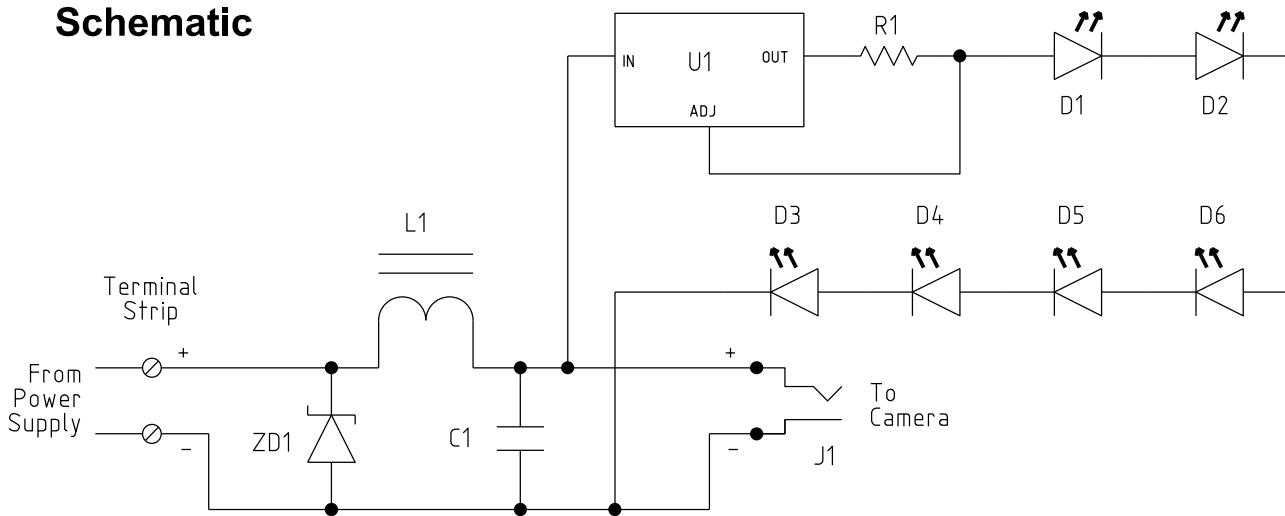 Schematic
R1
IN
U1
OUT
ADJ
D1
D2
D3
D4
D5
D6
L1
Terminal
Strip
+
+
From
Power
Supply
To
Camera
ZD1
C1
-
-
J1